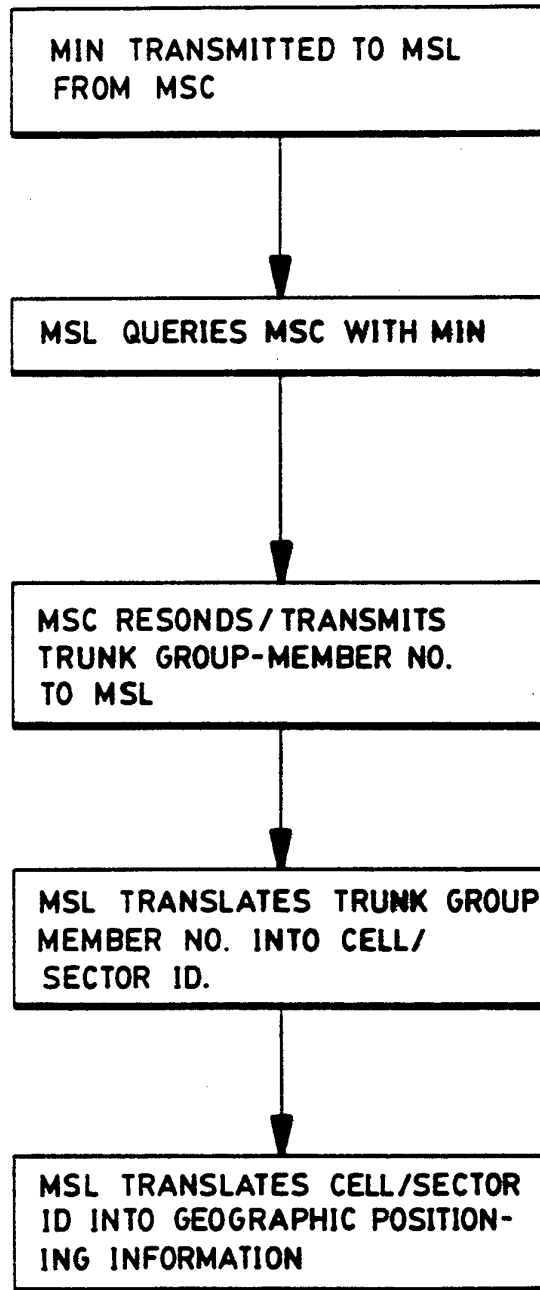 MIN TRANSMITTED TO MSL
FROM MSC
MSL QUERIES MSC WITH MIN
MSC RESONDS/TRANSMITS
TRUNK GROUP-MEMBER NO.
TO MSL
MSL TRANSLATES TRUNK GROUP
MEMBER NO. INTO CELL/
SECTOR ID.
MSL TRANSLATES CELL/SECTOR
ID INTO GEOGRAPHIC POSITION-
ING INFORMATION